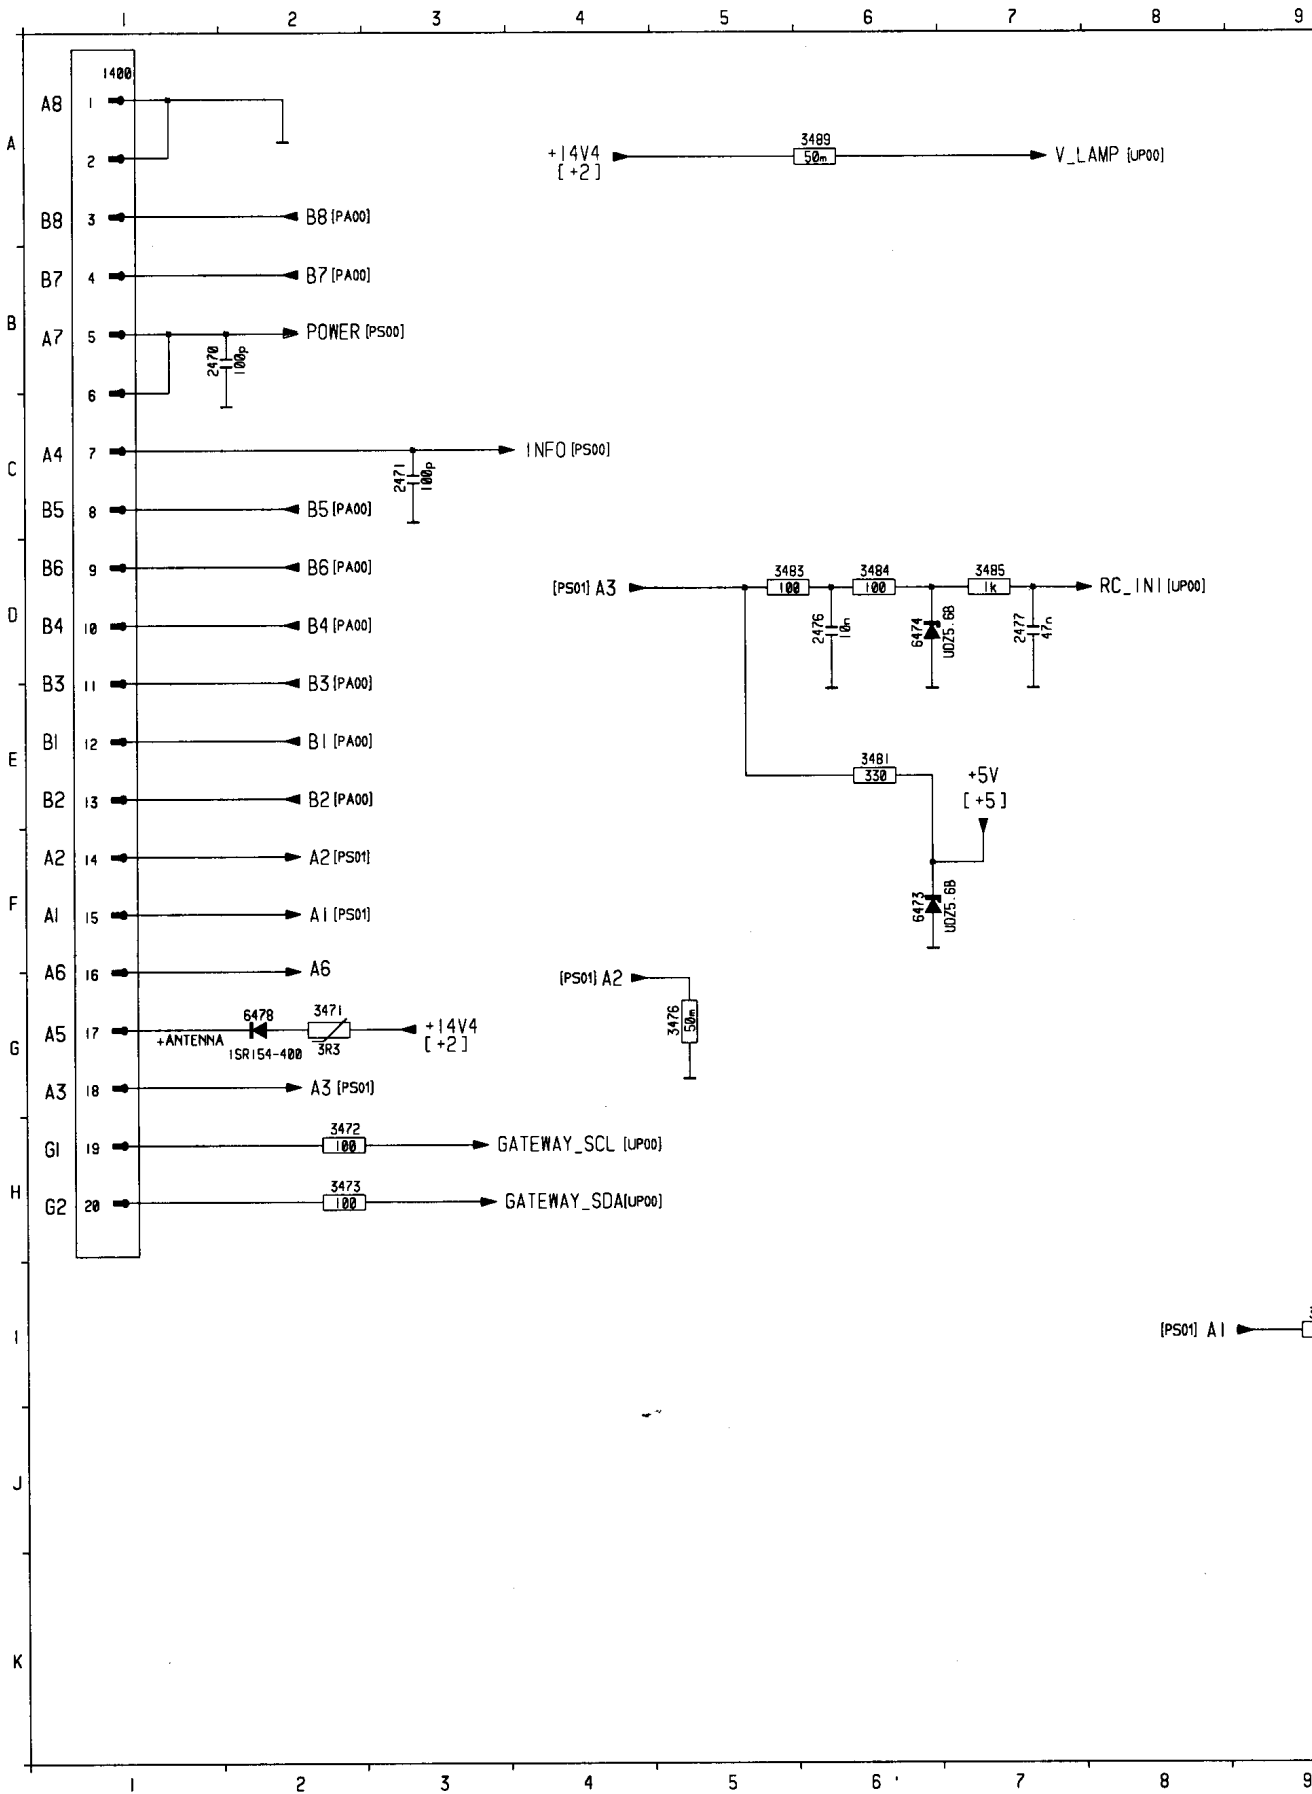 1 2 3 4 5 6 7 8 9
1400
A8 1
A
2
+14V4
[+2]
3489
50m
V_LAMP [UP00]
B8 3 B8 [PA00]
B7 4 B7 [PA00]
B
A7 5 POWER [PS00]
2470
100p
6
A4 7 INFO [PS00]
C
2471
100p
B5 8 B5 [PA00]
B6 9 B6 [PA00]
[PS01] A3
3483
100
3484
100
3485
1k
RC_IN1 [UP00]
D
2476
10n
6474
UDZ5.6B
2477
47n
B4 10 B4 [PA00]
B3 11 B3 [PA00]
B1 12 B1 [PA00]
E
3481
330
+5V
[+5]
B2 13 B2 [PA00]
A2 14 A2 [PS01]
F
A1 15 A1 [PS01]
6473
UDZ5.6B
A6 16 A6
[PS01] A2
3476
50m
G
A5 17 +ANTENNA
6478
1SR154-400
3471
3R3
+14V4
[+2]
A3 18 A3 [PS01]
G1 19
3472
100
GATEWAY_SCL [UP00]
H
G2 20
3473
100
GATEWAY_SDA [UP00]
I
[PS01] A1
J
K
1 2 3 4 5 6 7 8 9